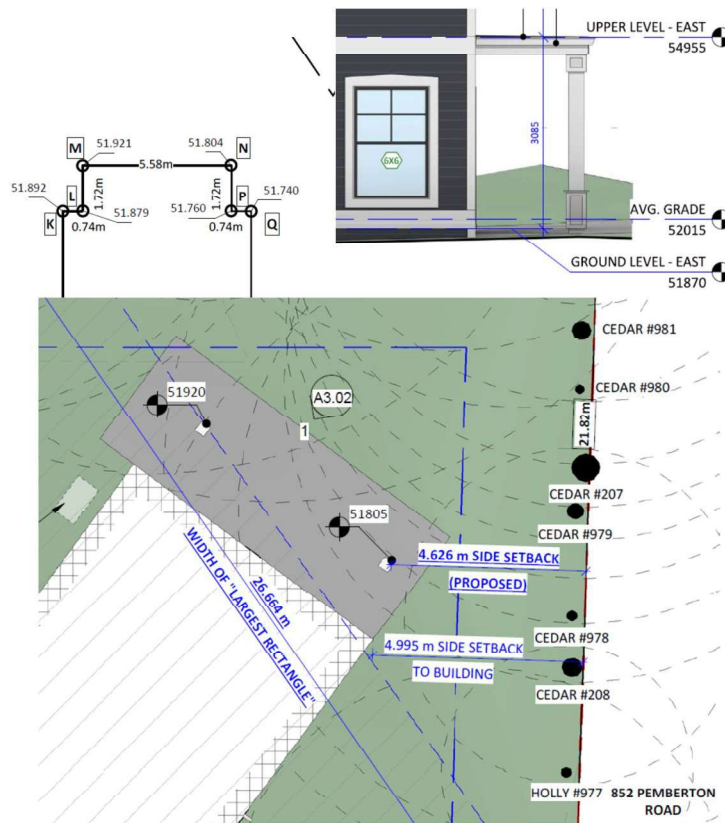 UPPER LEVEL - EAST
54955
3085
6X6
AVG. GRADE
52015
GROUND LEVEL - EAST
51870
M
51.921
51.804
N
5.58m
51.892
L
1.72m
1.72m
P
51.740
K
0.74m
51.879
51.760
0.74m
Q
CEDAR #981
51920
A3.02
1
CEDAR #980
21.82m
CEDAR #207
51805
CEDAR #979
4.626 m SIDE SETBACK
(PROPOSED)
26.664 m
WIDTH OF "LARGEST RECTANGLE"
CEDAR #978
4.995 m SIDE SETBACK
TO BUILDING
CEDAR #208
HOLLY #977
852 PEMBERTON
ROAD